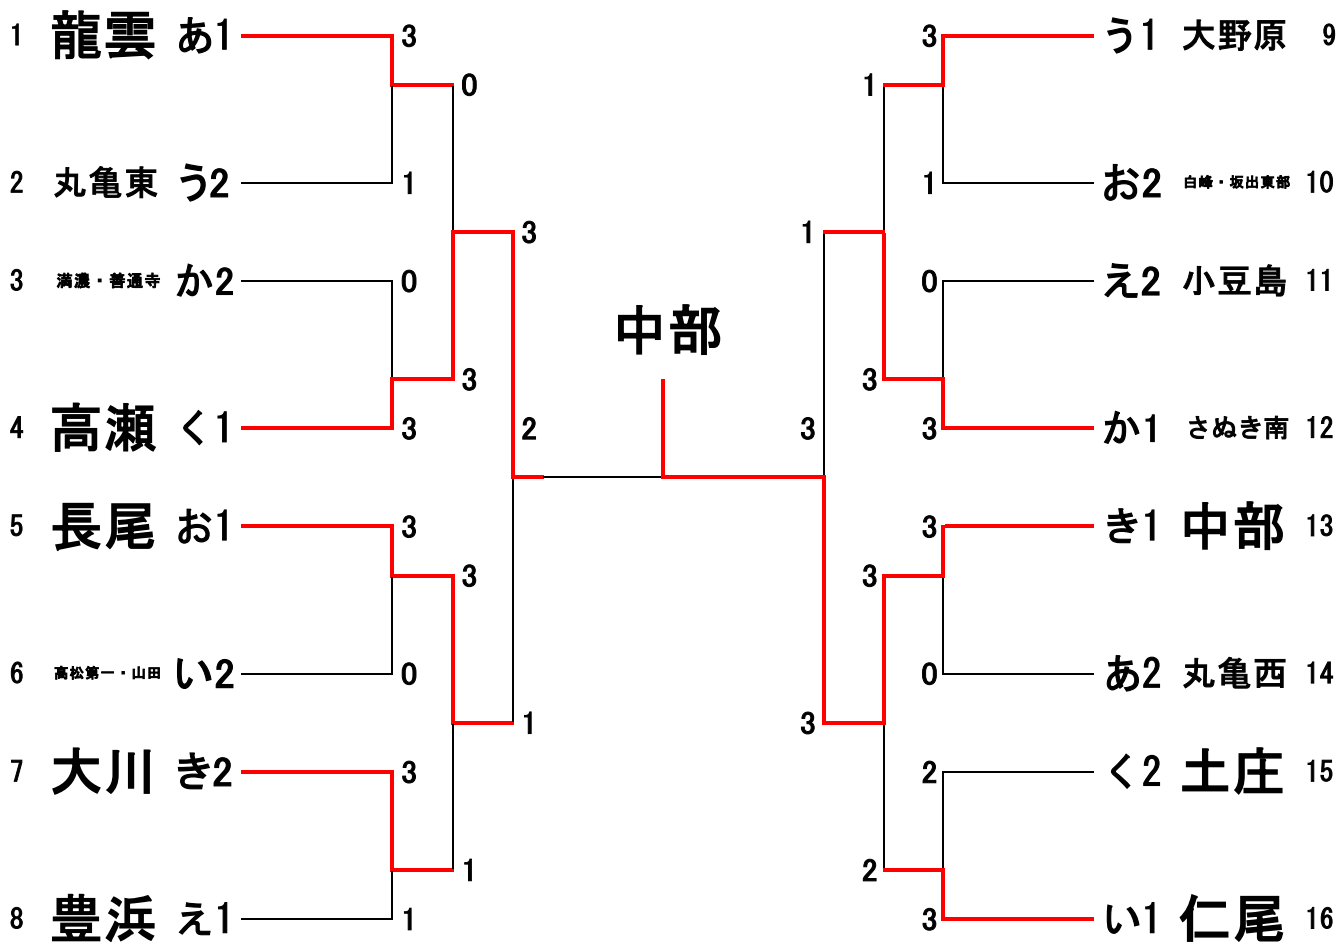 1 龍雲 あ1 3
0
2 丸亀東 う2 1
3
3 満濃・善通寺 か2 0
3
4 高瀬 く1 3
2
5 長尾 お1 3
3
6 高松第一・山田 い2 0
1
7 大川 き2 3
1
8 豊浜 え1 1
中部
3 う1 大野原 9
1
1 お2 白峰・坂出東部 10
1
0 え2 小豆島 11
3
3 か1 さぬき南 12
3
3 き1 中部 13
3
0 あ2 丸亀西 14
3
2 く2 土庄 15
2
3 い1 仁尾 16